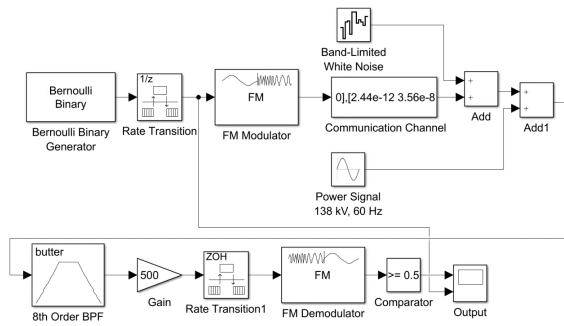 Band-Limited
White Noise
Bernoulli
Binary
Bernoulli Binary
Generator
1/z
Rate Transition
FM
FM Modulator
0],[2.44e-12 3.56e-8
Communication Channel
+
+
Add
+
+
Add1
Power Signal
138 kV, 60 Hz
butter
8th Order BPF
500
Gain
ZOH
Rate Transition1
FM
FM Demodulator
>= 0.5
Comparator
Output